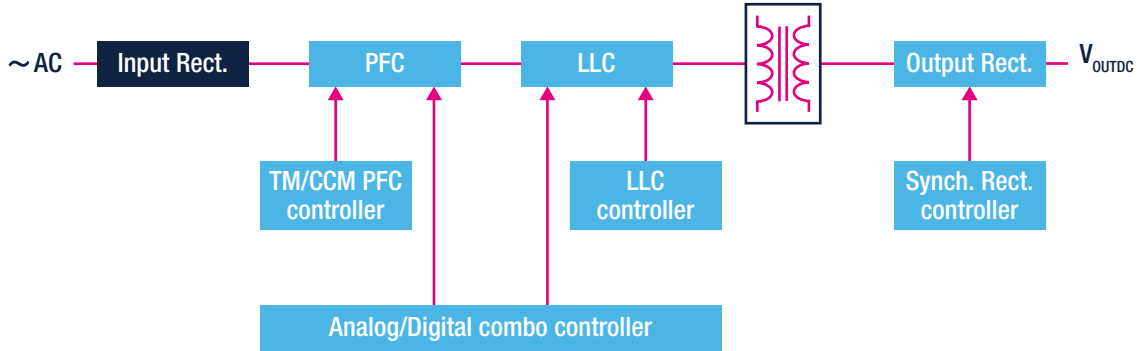 ~ AC
Input Rect.
PFC
LLC
Output Rect.
VOUTDC
TM/CCM PFC
controller
LLC
controller
Synch. Rect.
controller
Analog/Digital combo controller